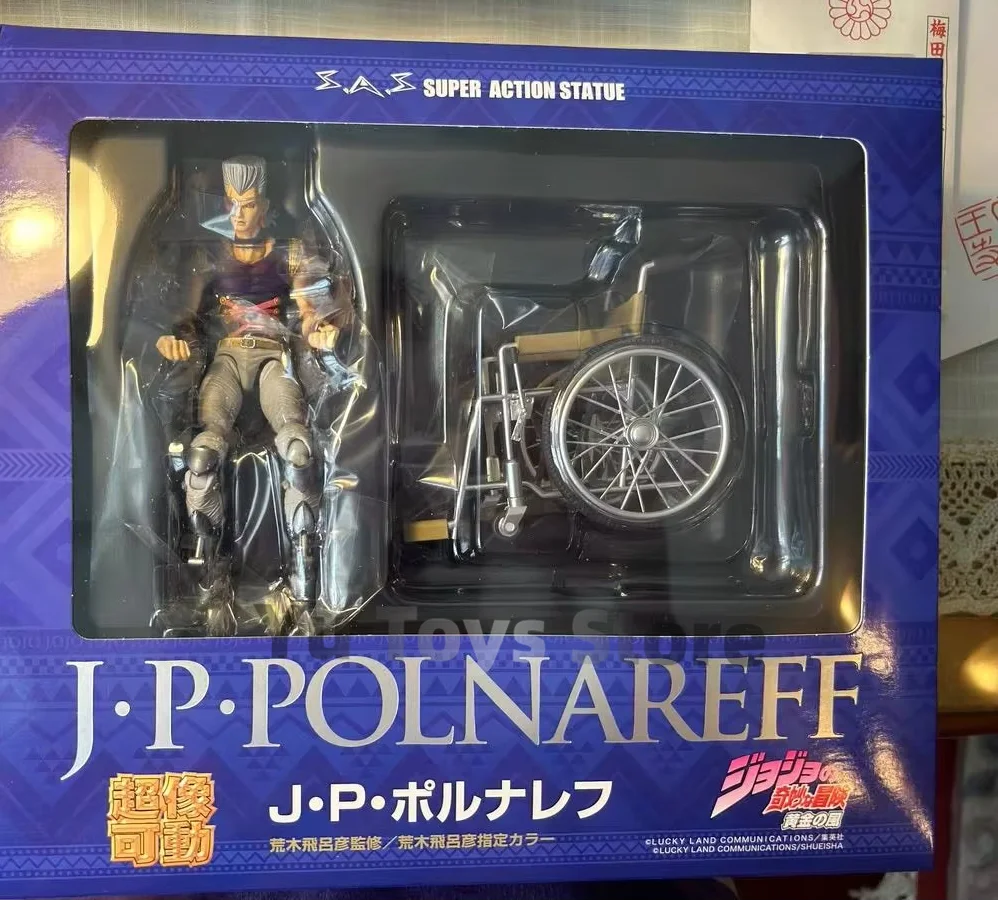 梅田
S.A.S SUPER ACTION STATUE
Toys Store
J•P•POLNAREFF
超像
可動
J•P•ポルナレフ
荒木飛呂彦監修／荒木飛呂彦指定カラー
ジョジョの
奇妙な冒険
黄金の風
©LUCKY LAND COMMUNICATIONS/集英社
©LUCKY LAND COMMUNICATIONS/SHUEISHA